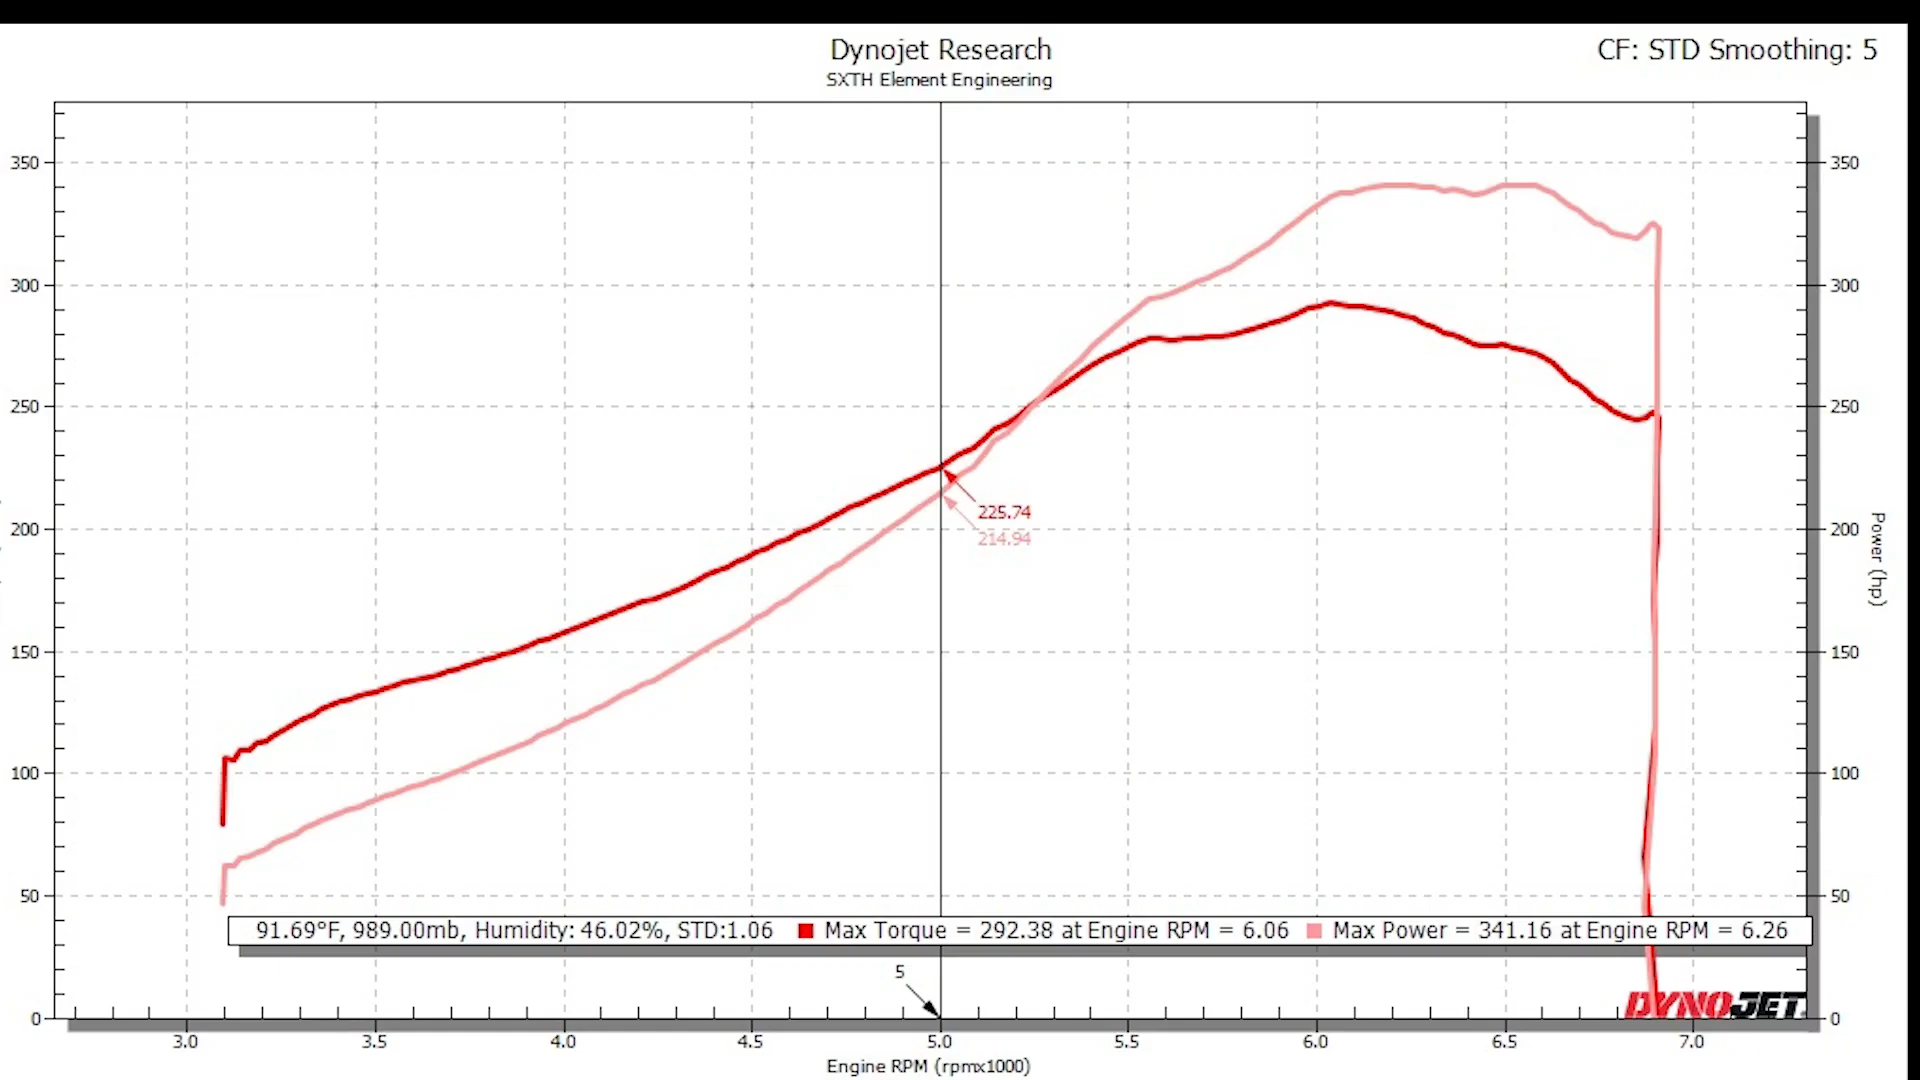 Dynojet Research
SXTH Element Engineering
CF: STD Smoothing: 5
350
300
250
200
150
100
50
0
350
300
250
200
150
100
50
0
Power (hp)
225.74
214.94
91.69°F, 989.00mb, Humidity: 46.02%, STD:1.06 Max Torque = 292.38 at Engine RPM = 6.06 Max Power = 341.16 at Engine RPM = 6.26
5
DYNOJET
3.0 3.5 4.0 4.5 5.0 5.5 6.0 6.5 7.0
Engine RPM (rpmx1000)